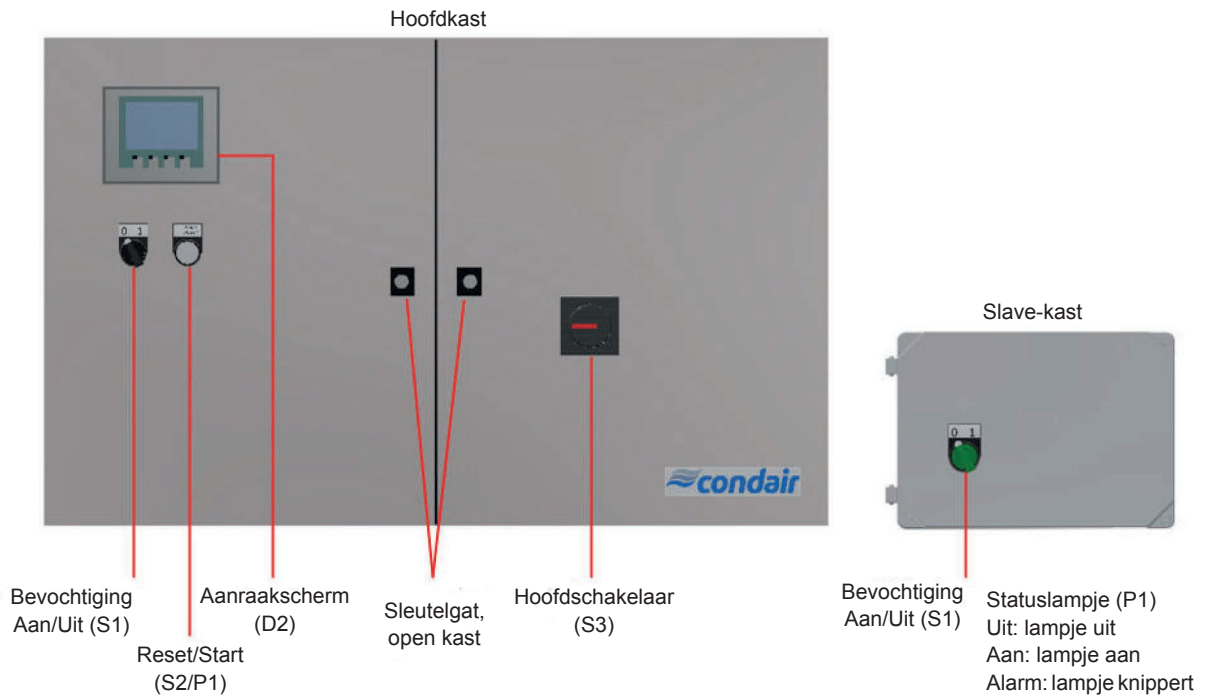 Hoofdkast
0 1
condair
Slave-kast
0 1
Bevochtiging
Aan/Uit (S1)
Reset/Start
(S2/P1)
Aanraakscherm
(D2)
Sleutelgat,
open kast
Hoofdschakelaar
(S3)
Bevochtiging
Aan/Uit (S1)
Statuslampje (P1)
Uit: lampje uit
Aan: lampje aan
Alarm: lampje knippert